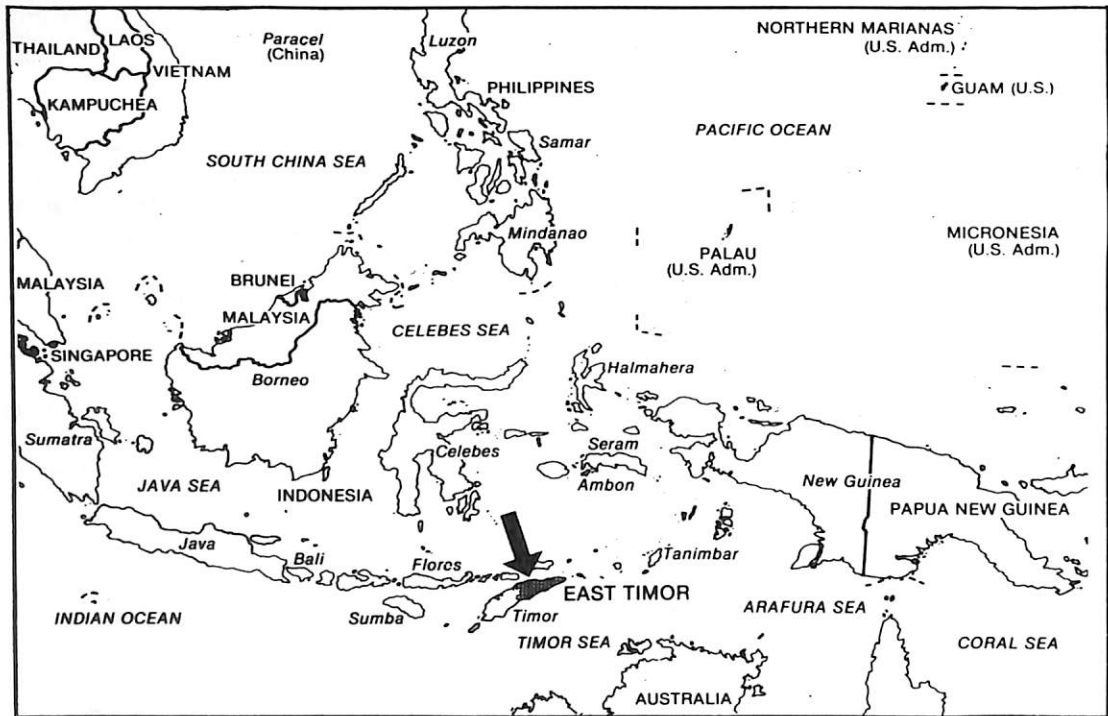 THAILAND
LAOS
VIETNAM
KAMPUCHEA
Paracel
(China)
Luzon
PHILIPPINES
Samar
NORTHERN MARIANAS
(U.S. Adm.)
GUAM (U.S.)
PACIFIC OCEAN
SOUTH CHINA SEA
Mindanao
PALAU
(U.S. Adm.)
MICRONESIA
(U.S. Adm.)
MALAYSIA
BRUNEI
MALAYSIA
CELEBES SEA
SINGAPORE
Borneo
Halmahera
Sumatra
Celebes
Seram
Ambon
New Guinea
PAPUA NEW GUINEA
JAVA SEA
INDONESIA
Java
Bali
Flores
Tanimbar
EAST TIMOR
ARAFURA SEA
INDIAN OCEAN
Sumba
Timor
TIMOR SEA
CORAL SEA
AUSTRALIA